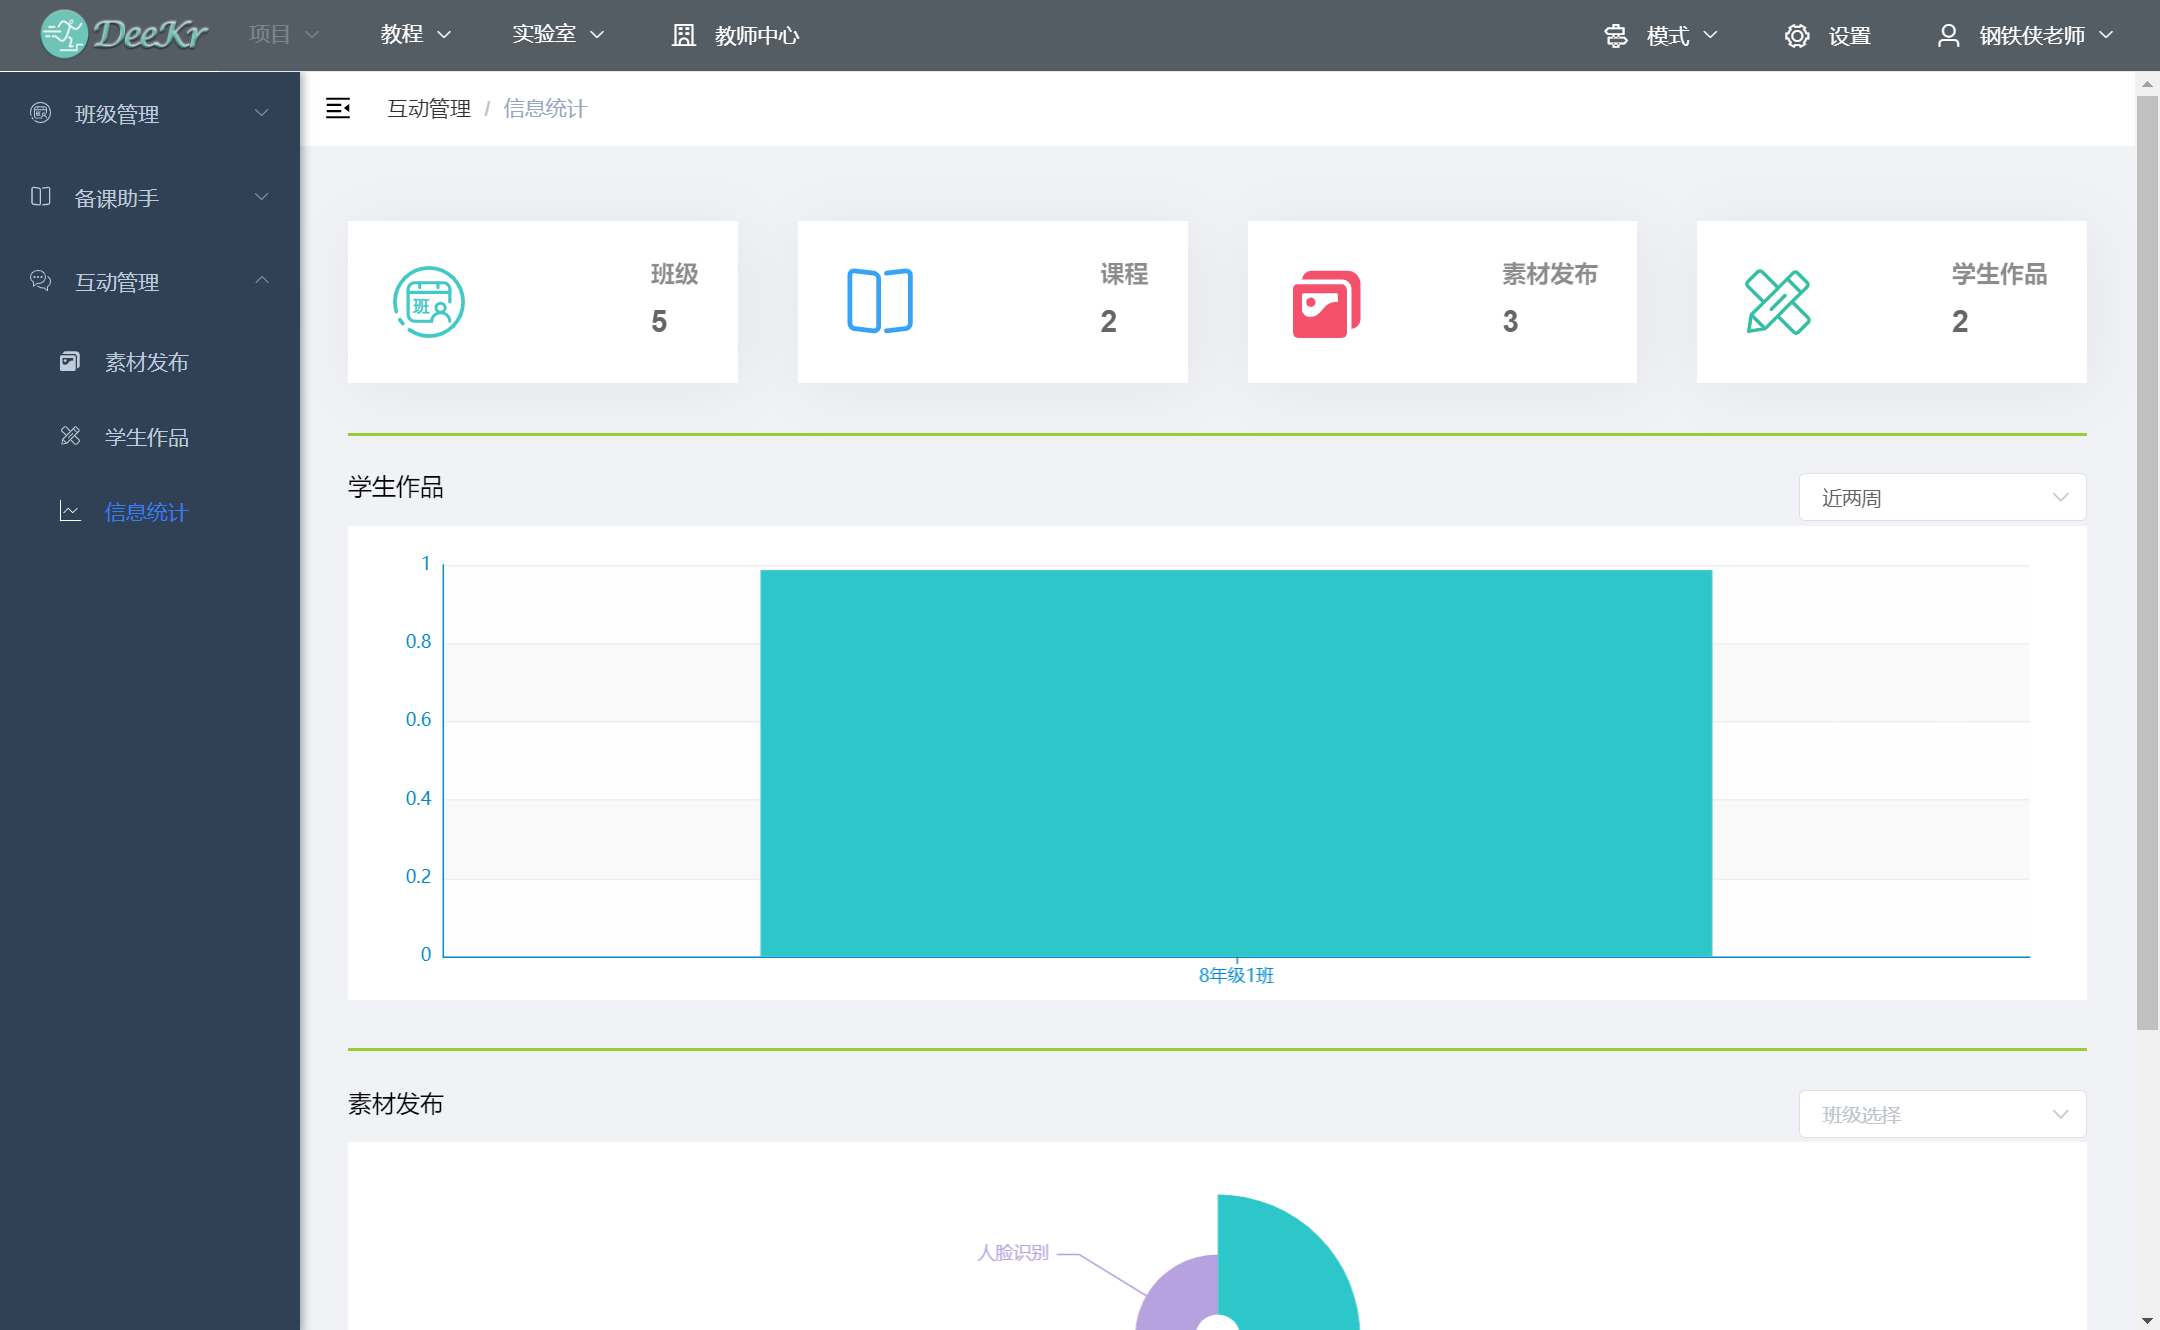 DeeKr 项目 教程 实验室 教师中心 模式 设置 钢铁侠老师
班级管理
备课助手
互动管理
素材发布
学生作品
信息统计
互动管理 / 信息统计
班
班级
5
课程
2
素材发布
3
学生作品
2
学生作品
近两周
1
0.8
0.6
0.4
0.2
0
8年级1班
素材发布
班级选择
人脸识别